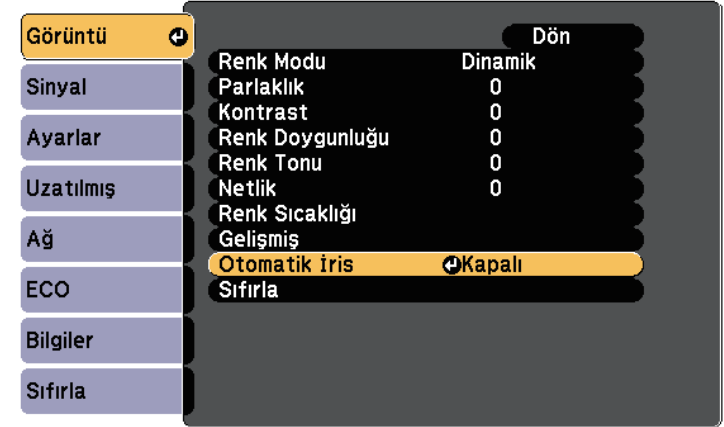 Görüntü
Sinyal
Ayarlar
Uzatılmış
Ağ
ECO
Bilgiler
Sıfırla
Dön
Renk Modu Dinamik
Parlaklık 0
Kontrast 0
Renk Doygunluğu 0
Renk Tonu 0
Netlik 0
Renk Sıcaklığı
Gelişmiş
Otomatik İris Kapalı
Sıfırla